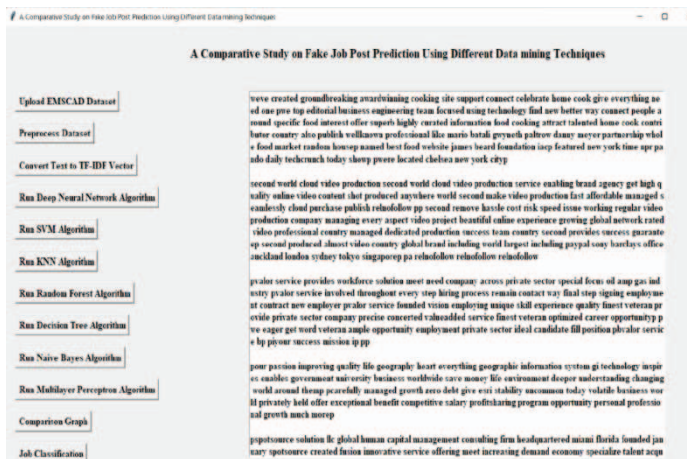 A Comparative Study on Fake Job Post Prediction Using Different Data mining Techniques
A Comparative Study on Fake Job Post Prediction Using Different Data mining Techniques
Upload EMSCAD Dataset
Preprocess Dataset
Convert Text to TF-IDF Vector
Run Deep Neural Network Algorithm
Run SVM Algorithm
Run KNN Algorithm
Run Random Forest Algorithm
Run Decision Tree Algorithm
Run Naive Bayes Algorithm
Run Multilayer Perceptron Algorithm
Comparison Graph
Job Classification
weve created groundbreaking awardwinning cooking site support connect celebrate home cook give everything ne
ed one pwe top editorial business engineering team focused using technology find new better way connect people a
round specific food interest offer superb highly curated information food cooking attract talented home cook contri
buter country also publish wellknown professional like mario batali gwyneth paltrow danny meyer partnership whol
e food market random housep named best food website james beard foundation iacp featured new york time npr pa
ndo daily techcrunch today showp pwere located chelsea new york cityp
second world cloud video production second world cloud video production service enabling brand agency get high q
uality online video content shot produced anywhere world second make video production fast affordable managed s
eamlessly cloud purchase publish relnofollow pp second remove hassle cost risk speed issue working regular video
production company managing every aspect video project beautiful online experience growing global network rated
video professional country managed dedicated production success team country second provides success guarante
ep second produced almost video country global brand including world largest including paypal sony barclays office
auckland london sydney tokyo singaporep pa relnofollow relnofollow relnofollow
pvalor service provides workforce solution meet need company across private sector special focus oil amp gas ind
ustry pvalor service involved throughout every step hiring process remain contact way final step signing employme
nt contract new employer pvalor service founded vision employing unique skill experience quality finest veteran pr
ovide private sector company precise concerted valueadded service finest veteran optimized career opportunityp p
we eager get word veteran ample opportunity employment private sector ideal candidate fill position pbvalor servic
e bp piyour success mission ip pp
pour passion improving quality life geography heart everything geographic information system gi technology inspir
es enables government university business worldwide save money life environment deeper understanding changing
world around themp pcarefully managed growth zero debt give esri stability uncommon today volatile business wor
ld privately held offer exceptional benefit competitive salary profitsharing program opportunity personal professio
nal growth much morep
pspotsource solution llc global human capital management consulting firm headquartered miami florida founded jan
uary spotsource created fusion innovative service offering meet increasing demand economy specialize talent acqu